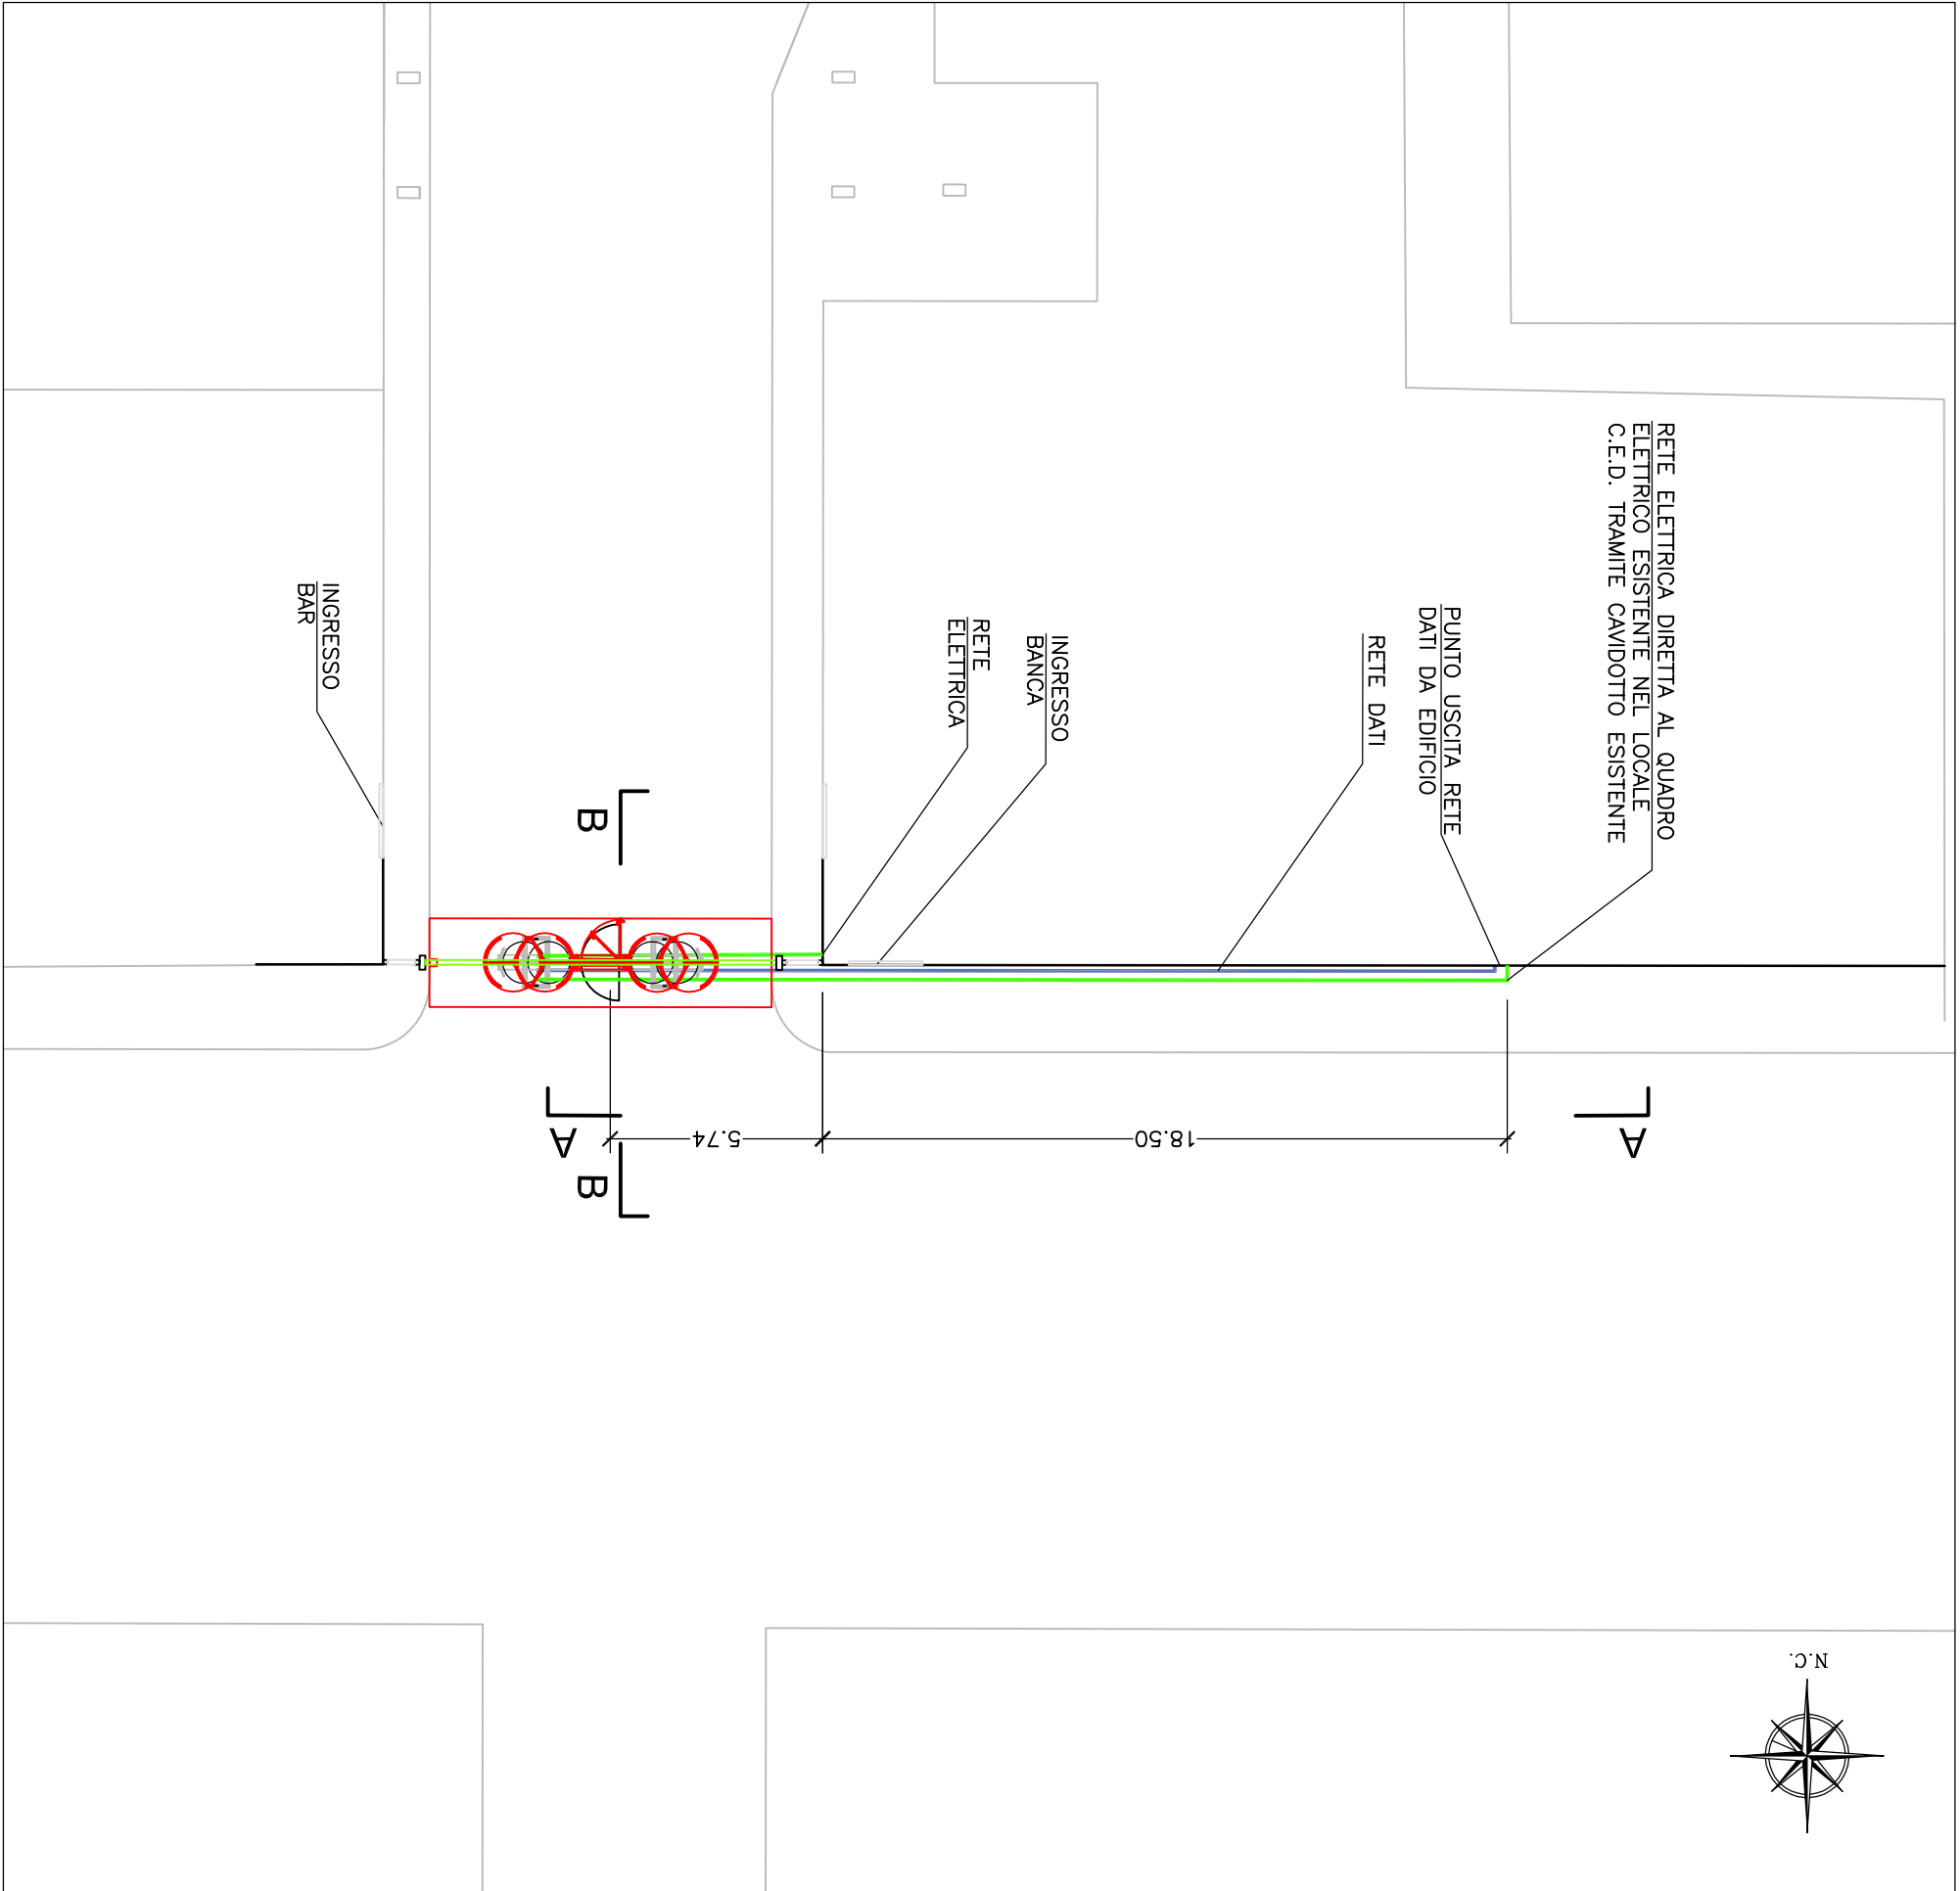 RETE ELETTRICA DIRETTA AL QUADRO
ELETTRICO ESISTENTE NEL LOCALE
C.E.D. TRAMITE CAVIDOTTO ESISTENTE
PUNTO USCITA RETE
DATI DA EDIFICIO
RETE DATI
INGRESSO
BANCA
RETE
ELETTRICA
INGRESSO
BAR
B
A
5.74
18.50
A
B
N.C.